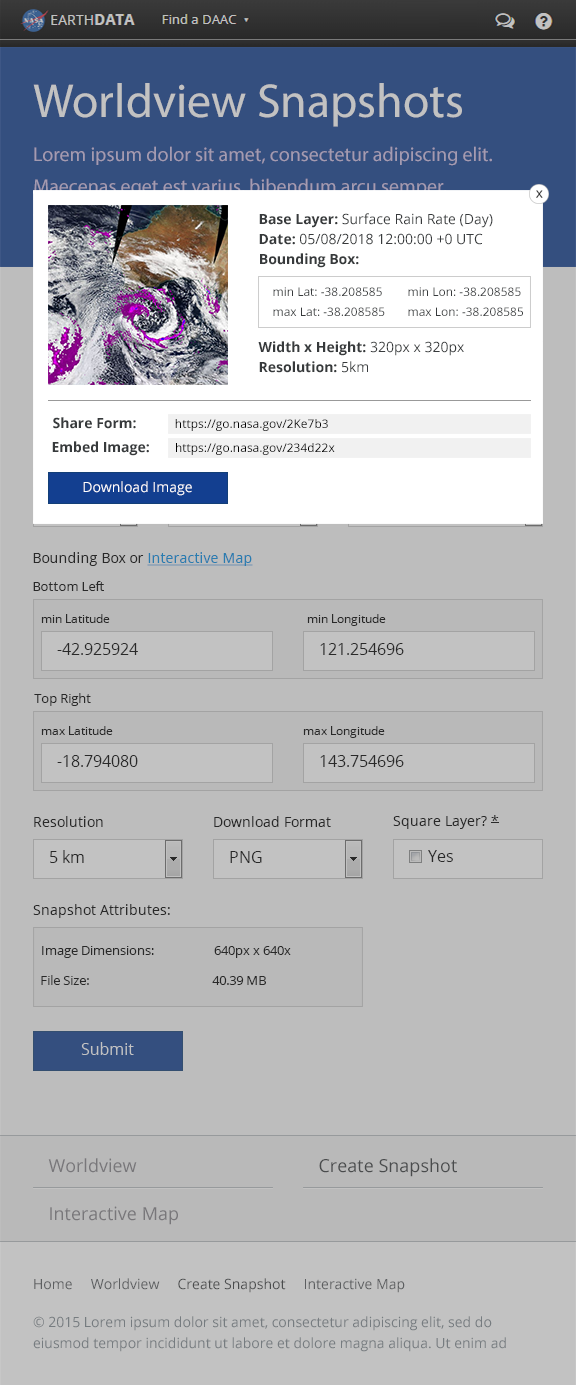 NASA EARTHDATA Find a DAAC ▾ ?
Worldview Snapshots
Lorem ipsum dolor sit amet, consectetur adipiscing elit.
Maecenas eget est varius, bibendum arcu semper
X
Base Layer: Surface Rain Rate (Day)
Date: 05/08/2018 12:00:00 +0 UTC
Bounding Box:
min Lat: -38.208585 min Lon: -38.208585
max Lat: -38.208585 max Lon: -38.208585
Width x Height: 320px x 320px
Resolution: 5km
Share Form: https://go.nasa.gov/2Ke7b3
Embed Image: https://go.nasa.gov/234d22x
Download Image
Bounding Box or Interactive Map
Bottom Left
min Latitude min Longitude
-42.925924 121.254696
Top Right
max Latitude max Longitude
-18.794080 143.754696
Resolution Download Format Square Layer? *
5 km PNG Yes
Snapshot Attributes:
Image Dimensions: 640px x 640x
File Size: 40.39 MB
Submit
Worldview Create Snapshot
Interactive Map
Home Worldview Create Snapshot Interactive Map
© 2015 Lorem ipsum dolor sit amet, consectetur adipiscing elit, sed do
eiusmod tempor incididunt ut labore et dolore magna aliqua. Ut enim ad